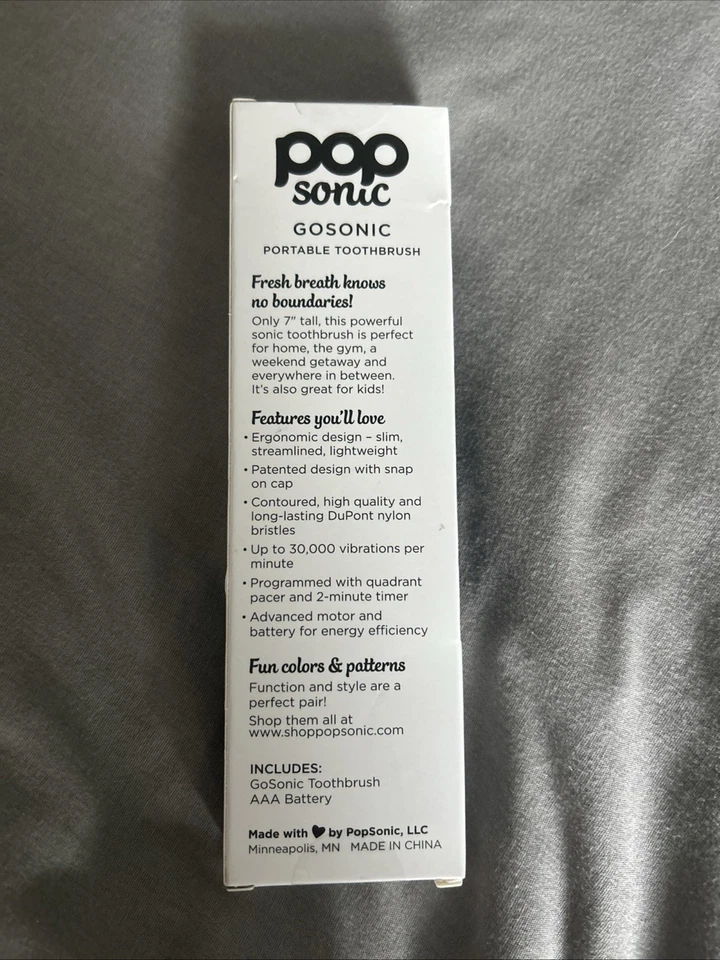 pop
sonic
GOSONIC
PORTABLE TOOTHBRUSH
Fresh breath knows
no boundaries!
Only 7" tall, this powerful
sonic toothbrush is perfect
for home, the gym, a
weekend getaway and
everywhere in between.
It's also great for kids!
Features you'll love
• Ergonomic design – slim,
streamlined, lightweight
• Patented design with snap
on cap
• Contoured, high quality and
long-lasting DuPont nylon
bristles
• Up to 30,000 vibrations per
minute
• Programmed with quadrant
pacer and 2-minute timer
• Advanced motor and
battery for energy efficiency
Fun colors & patterns
Function and style are a
perfect pair!
Shop them all at
www.shoppopsonic.com
INCLUDES:
GoSonic Toothbrush
AAA Battery
Made with ♥ by PopSonic, LLC
Minneapolis, MN MADE IN CHINA